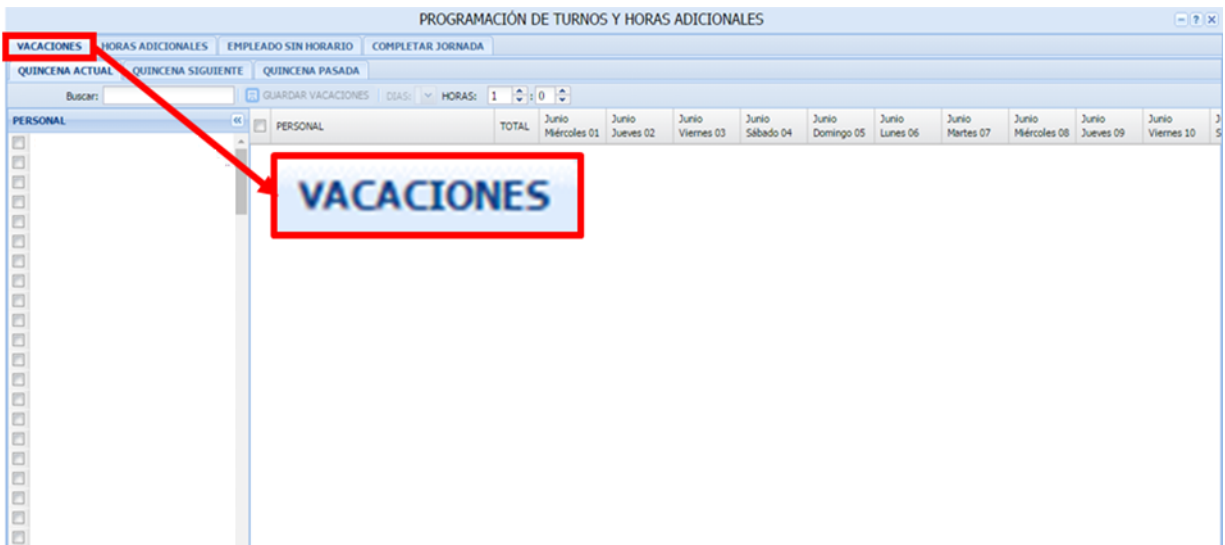 PROGRAMACIÓN DE TURNOS Y HORAS ADICIONALES
VACACIONES HORAS ADICIONALES EMPLEADO SIN HORARIO COMPLETAR JORNADA
QUINCENA ACTUAL QUINCENA SIGUIENTE QUINCENA PASADA
Buscar: GUARDAR VACACIONES DIAS: HORAS: 1 : 0
PERSONAL PERSONAL TOTAL Junio Miércoles 01 Junio Jueves 02 Junio Viernes 03 Junio Sábado 04 Junio Domingo 05 Junio Lunes 06 Junio Martes 07 Junio Miércoles 08 Junio Jueves 09 Junio Viernes 10
VACACIONES